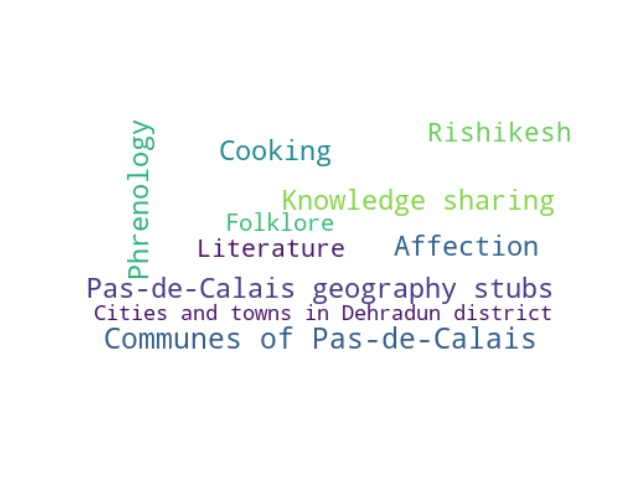 Phrenology
Rishikesh
Cooking
Knowledge sharing
Folklore
Literature
Affection
Pas-de-Calais geography stubs
Cities and towns in Dehradun district
Communes of Pas-de-Calais